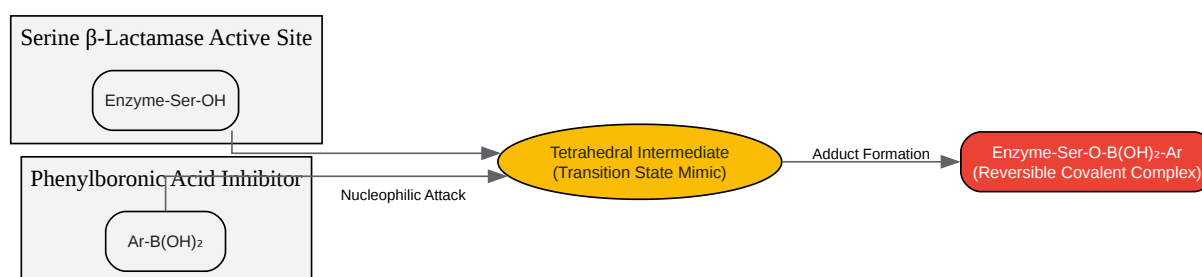 Serine β-Lactamase Active Site
Enzyme-Ser-OH
Phenylboronic Acid Inhibitor
Ar-B(OH)₂
Nucleophilic Attack
Tetrahedral Intermediate
(Transition State Mimic)
Adduct Formation
Enzyme-Ser-O-B(OH)₂-Ar
(Reversible Covalent Complex)